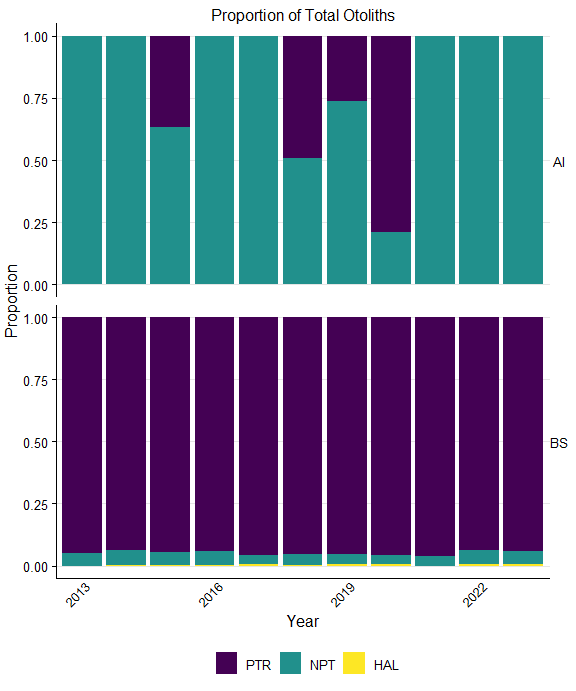 Proportion of Total Otoliths
1.00
0.75
0.50
0.25
0.00
AI
Proportion
1.00
0.75
0.50
0.25
0.00
BS
2013 2016 2019 2022
Year
PTR NPT HAL